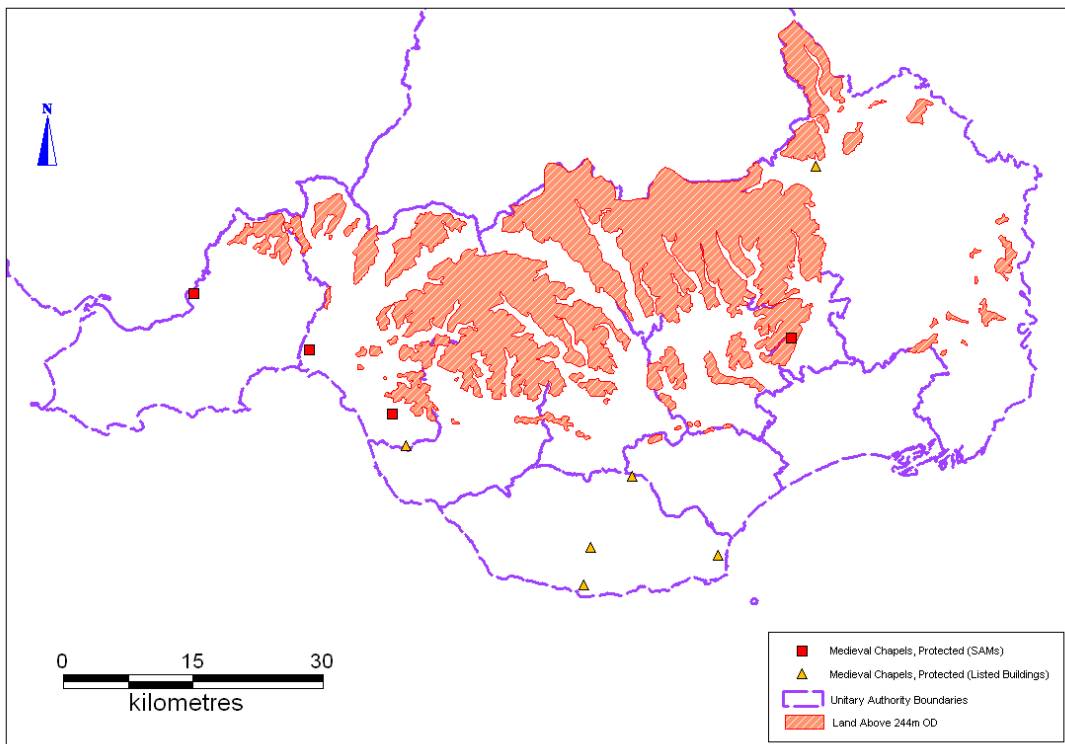 N
0 15 30
kilometres
Medieval Chapels, Protected (SAMs)
Medieval Chapels, Protected (Listed Buildings)
Unitary Authority Boundaries
Land Above 244m OD